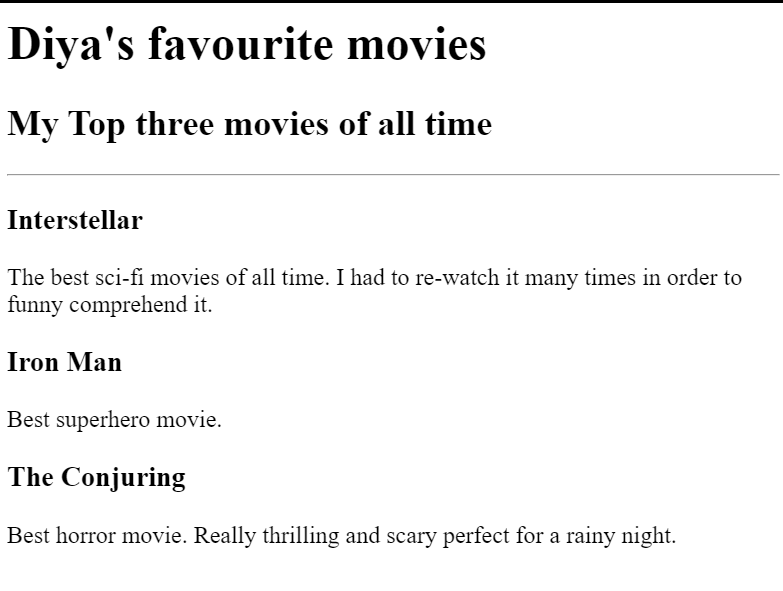 Diya's favourite movies
My Top three movies of all time
Interstellar
The best sci-fi movies of all time. I had to re-watch it many times in order to
funny comprehend it.
Iron Man
Best superhero movie.
The Conjuring
Best horror movie. Really thrilling and scary perfect for a rainy night.